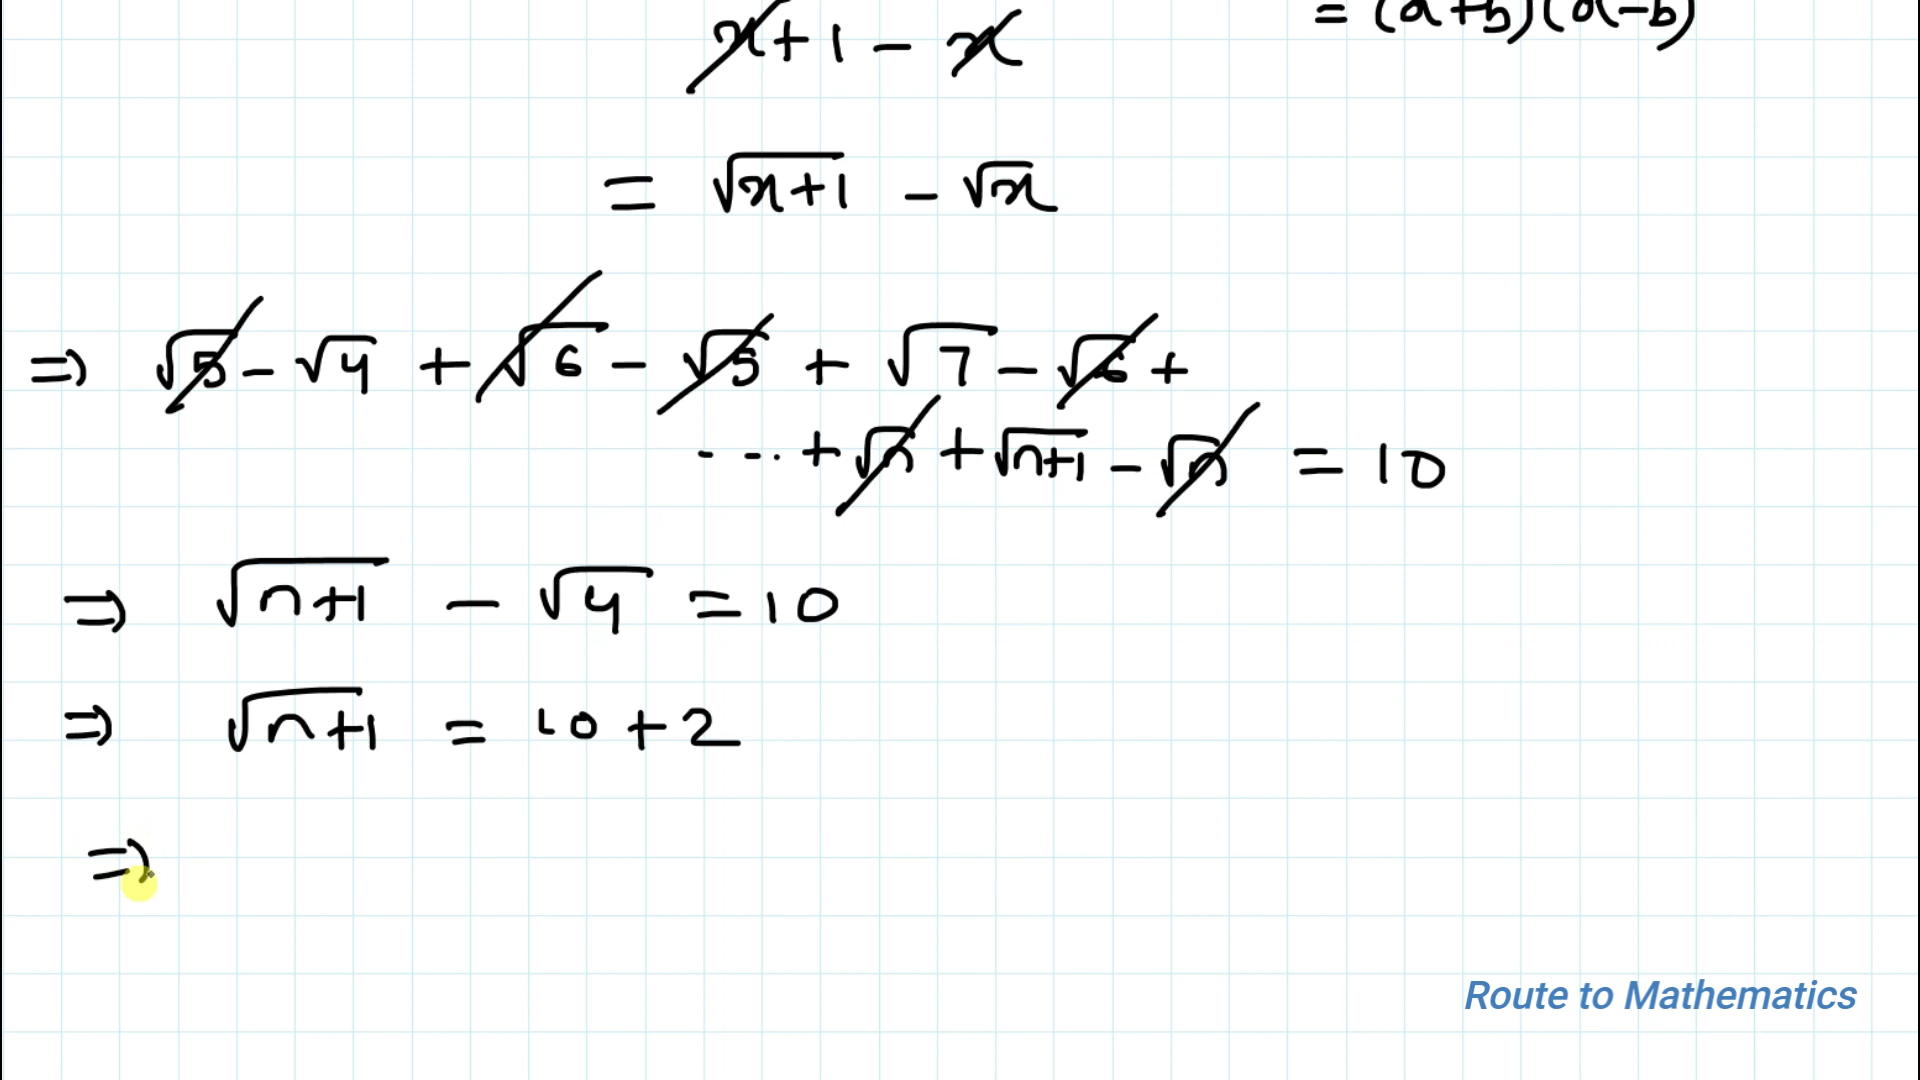 x+1 - x
= (a+b)(a-b)
= √x+1 - √x
⇒ √5 - √4 + √6 - √5 + √7 - √6 +
... + √n + √n+1 - √n = 10
⇒ √n+1 - √4 = 10
⇒ √n+1 = 10 + 2
⇒
Route to Mathematics